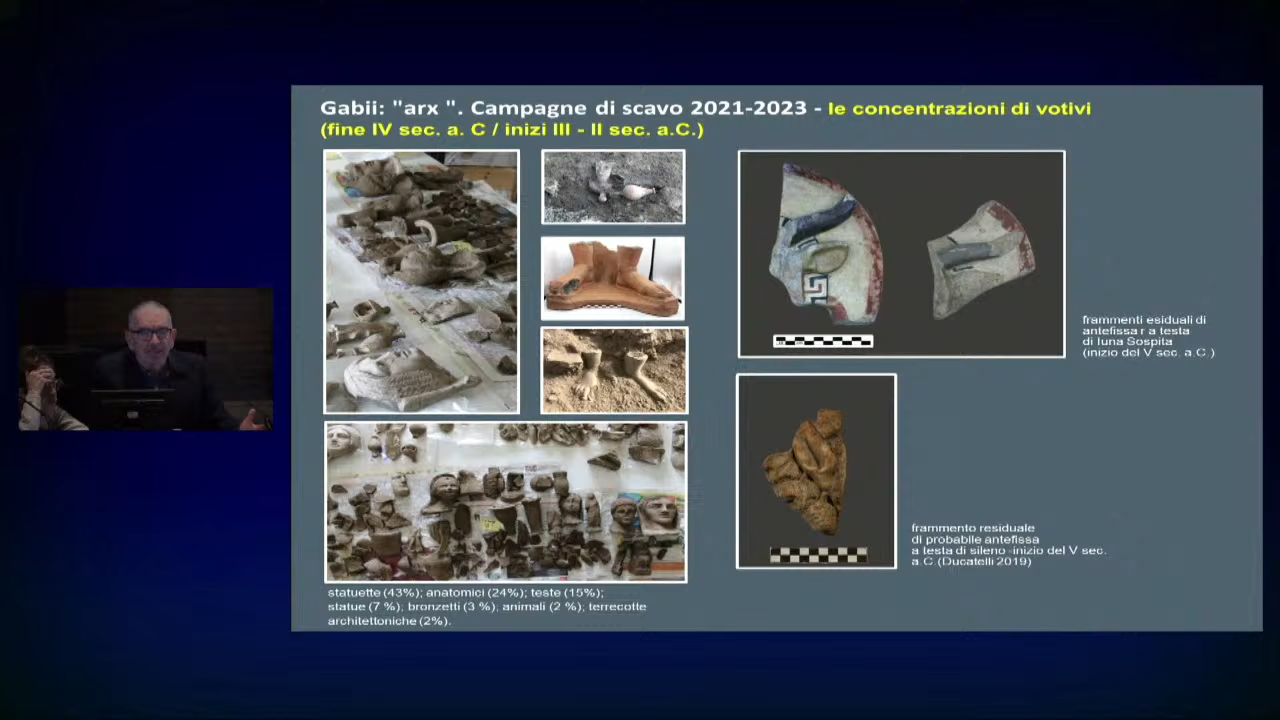 Gabii: "arx ". Campagne di scavo 2021-2023 - le concentrazioni di votivi
(fine IV sec. a. C / inizi III - II sec. a.C.)
frammenti esiduali di
antefissa r a testa
di Iuna Sospita
(inizio del V sec. a.C.)
frammento residuale
di probabile antefissa
a testa di sileno -inizio del V sec.
a.C.(Ducatelli 2019)
statuette (43%); anatomici (24%); teste (15%);
statue (7 %); bronzetti (3 %); animali (2 %); terrecotte
architettoniche (2%).